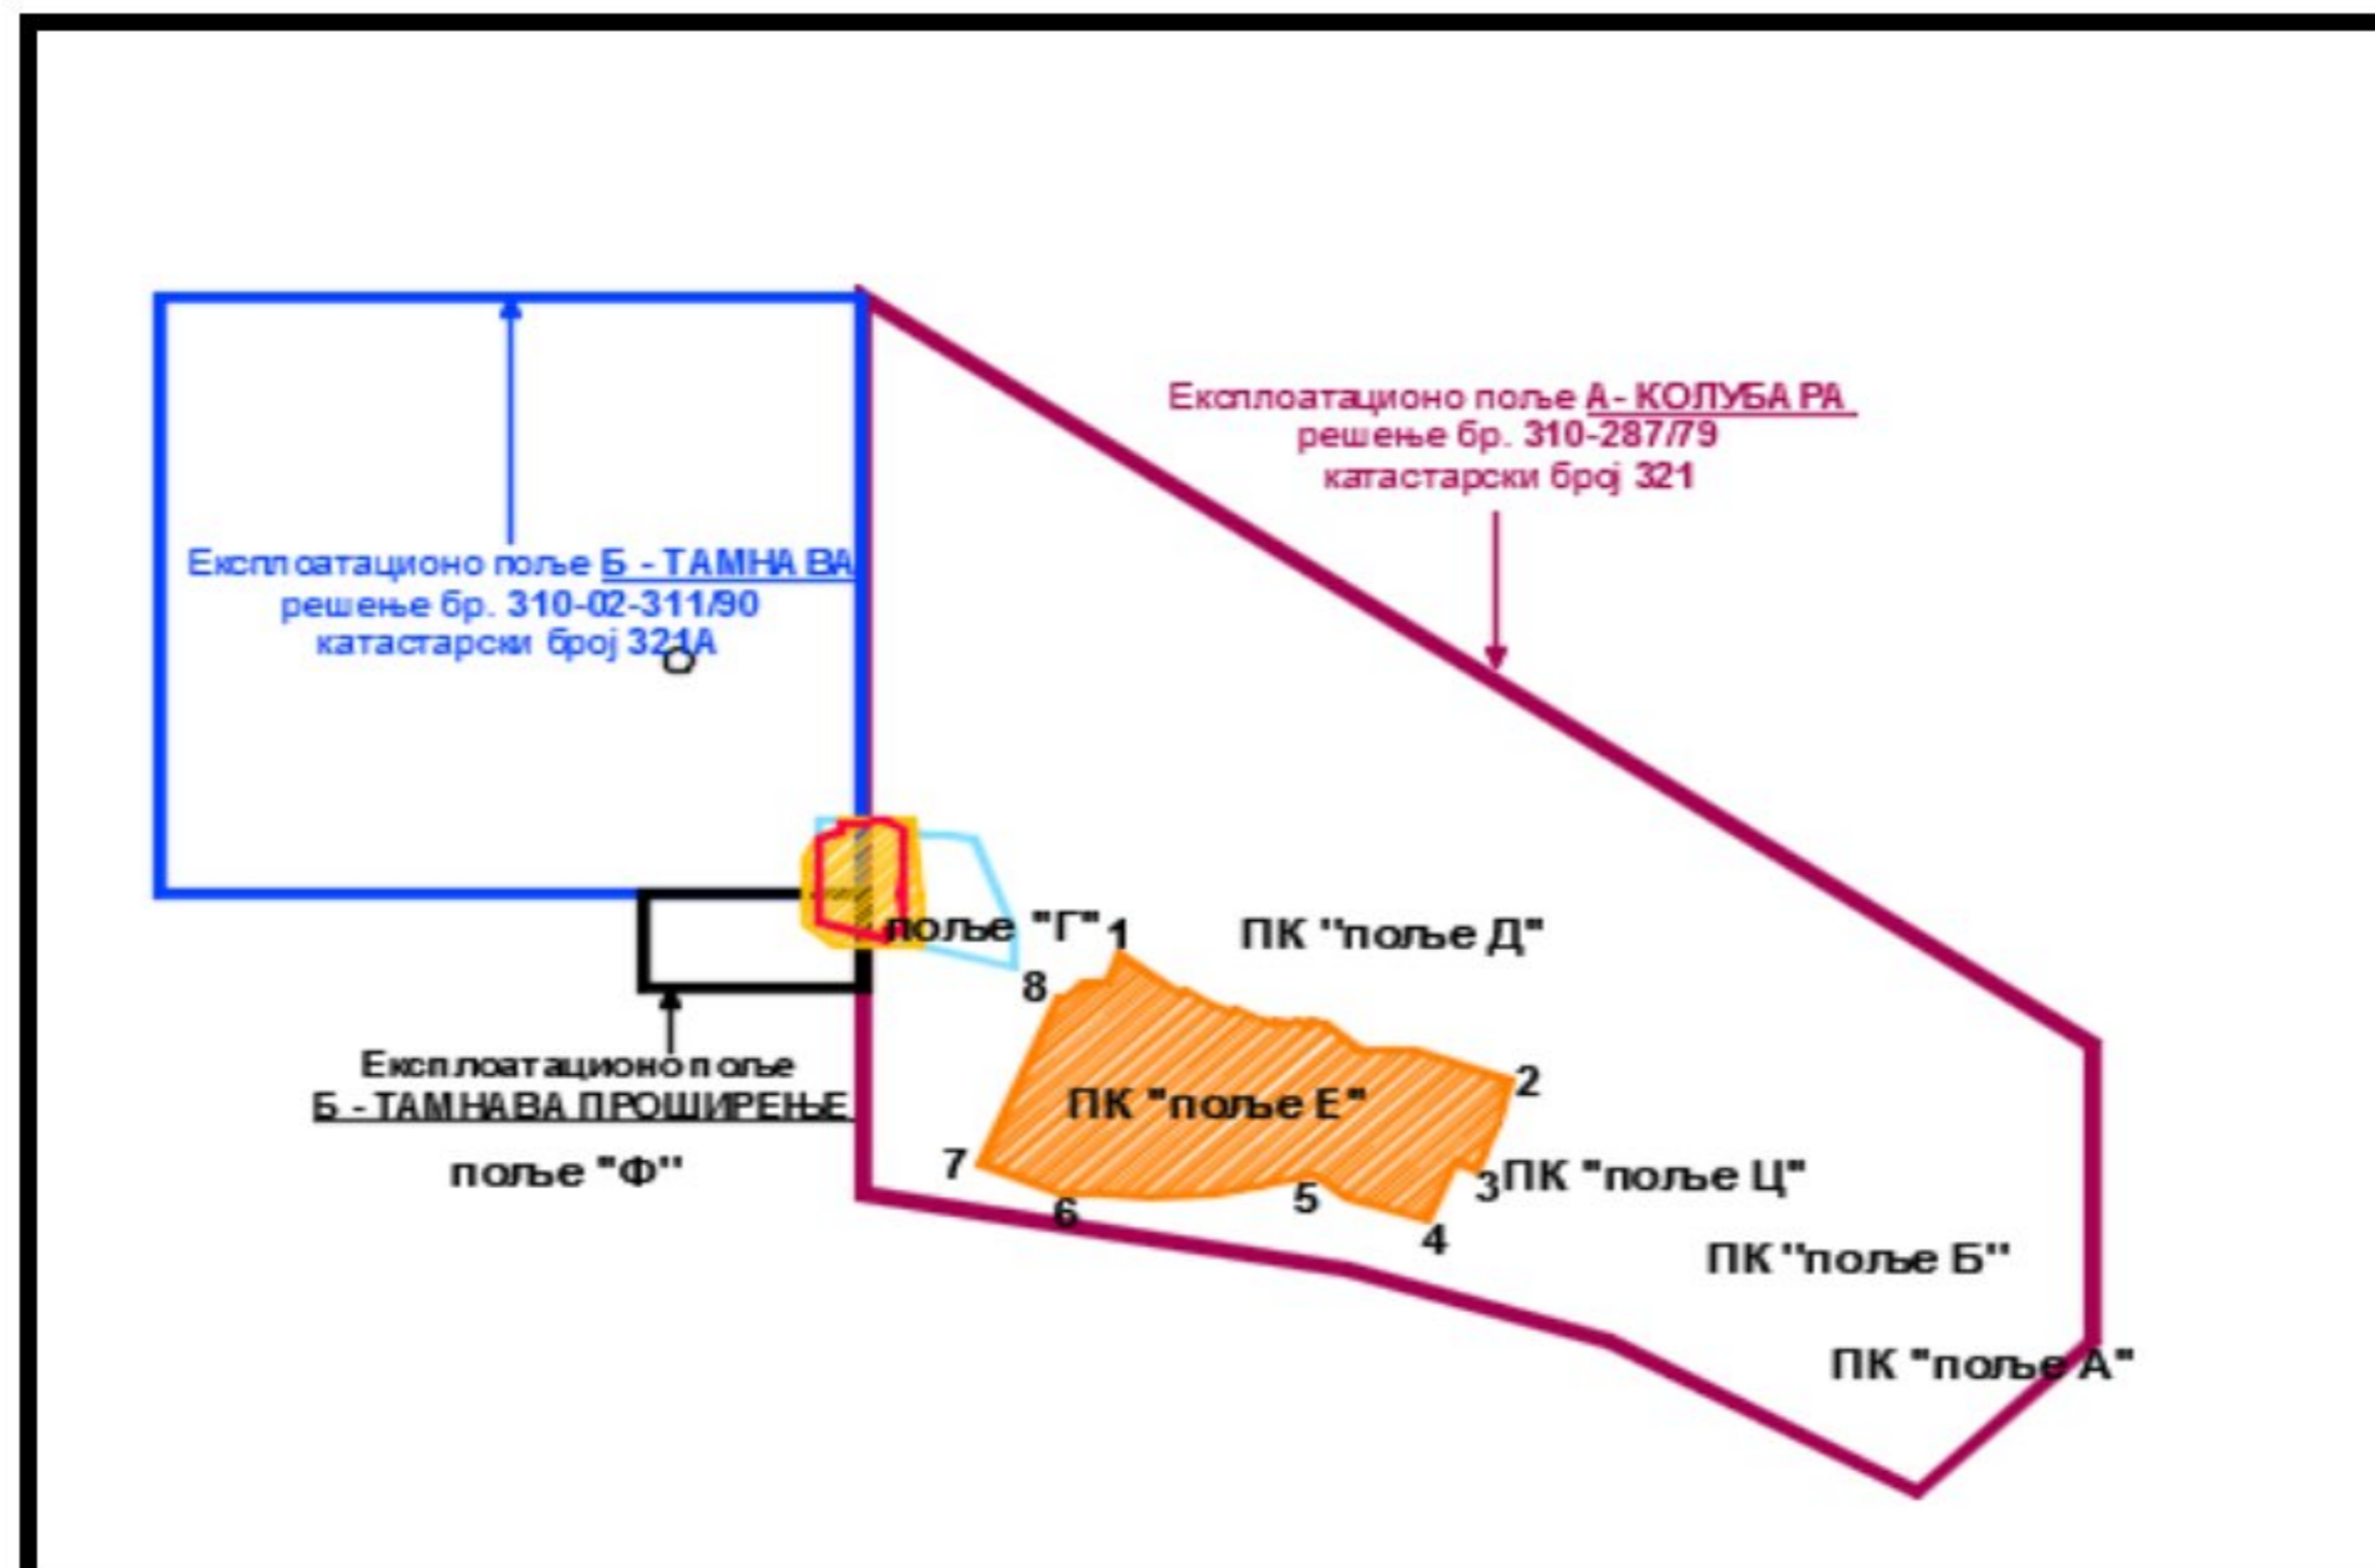 Експлоатационо поље А- КОЛУБАРА
решење бр. 310-287/79
катастарски број 321
Експлоатационо поље Б - ТАМНАВА
решење бр. 310-02-311/90
катастарски број 321А
поље "Г"
1
ПК "поље Д"
8
Експлоатационо поље
Б - ТАМНАВА ПРОШИРЕЊЕ
ПК "поље Е"
2
поље "Ф"
7
3
ПК "поље Ц"
6
5
4
ПК "поље Б"
ПК "поље А"